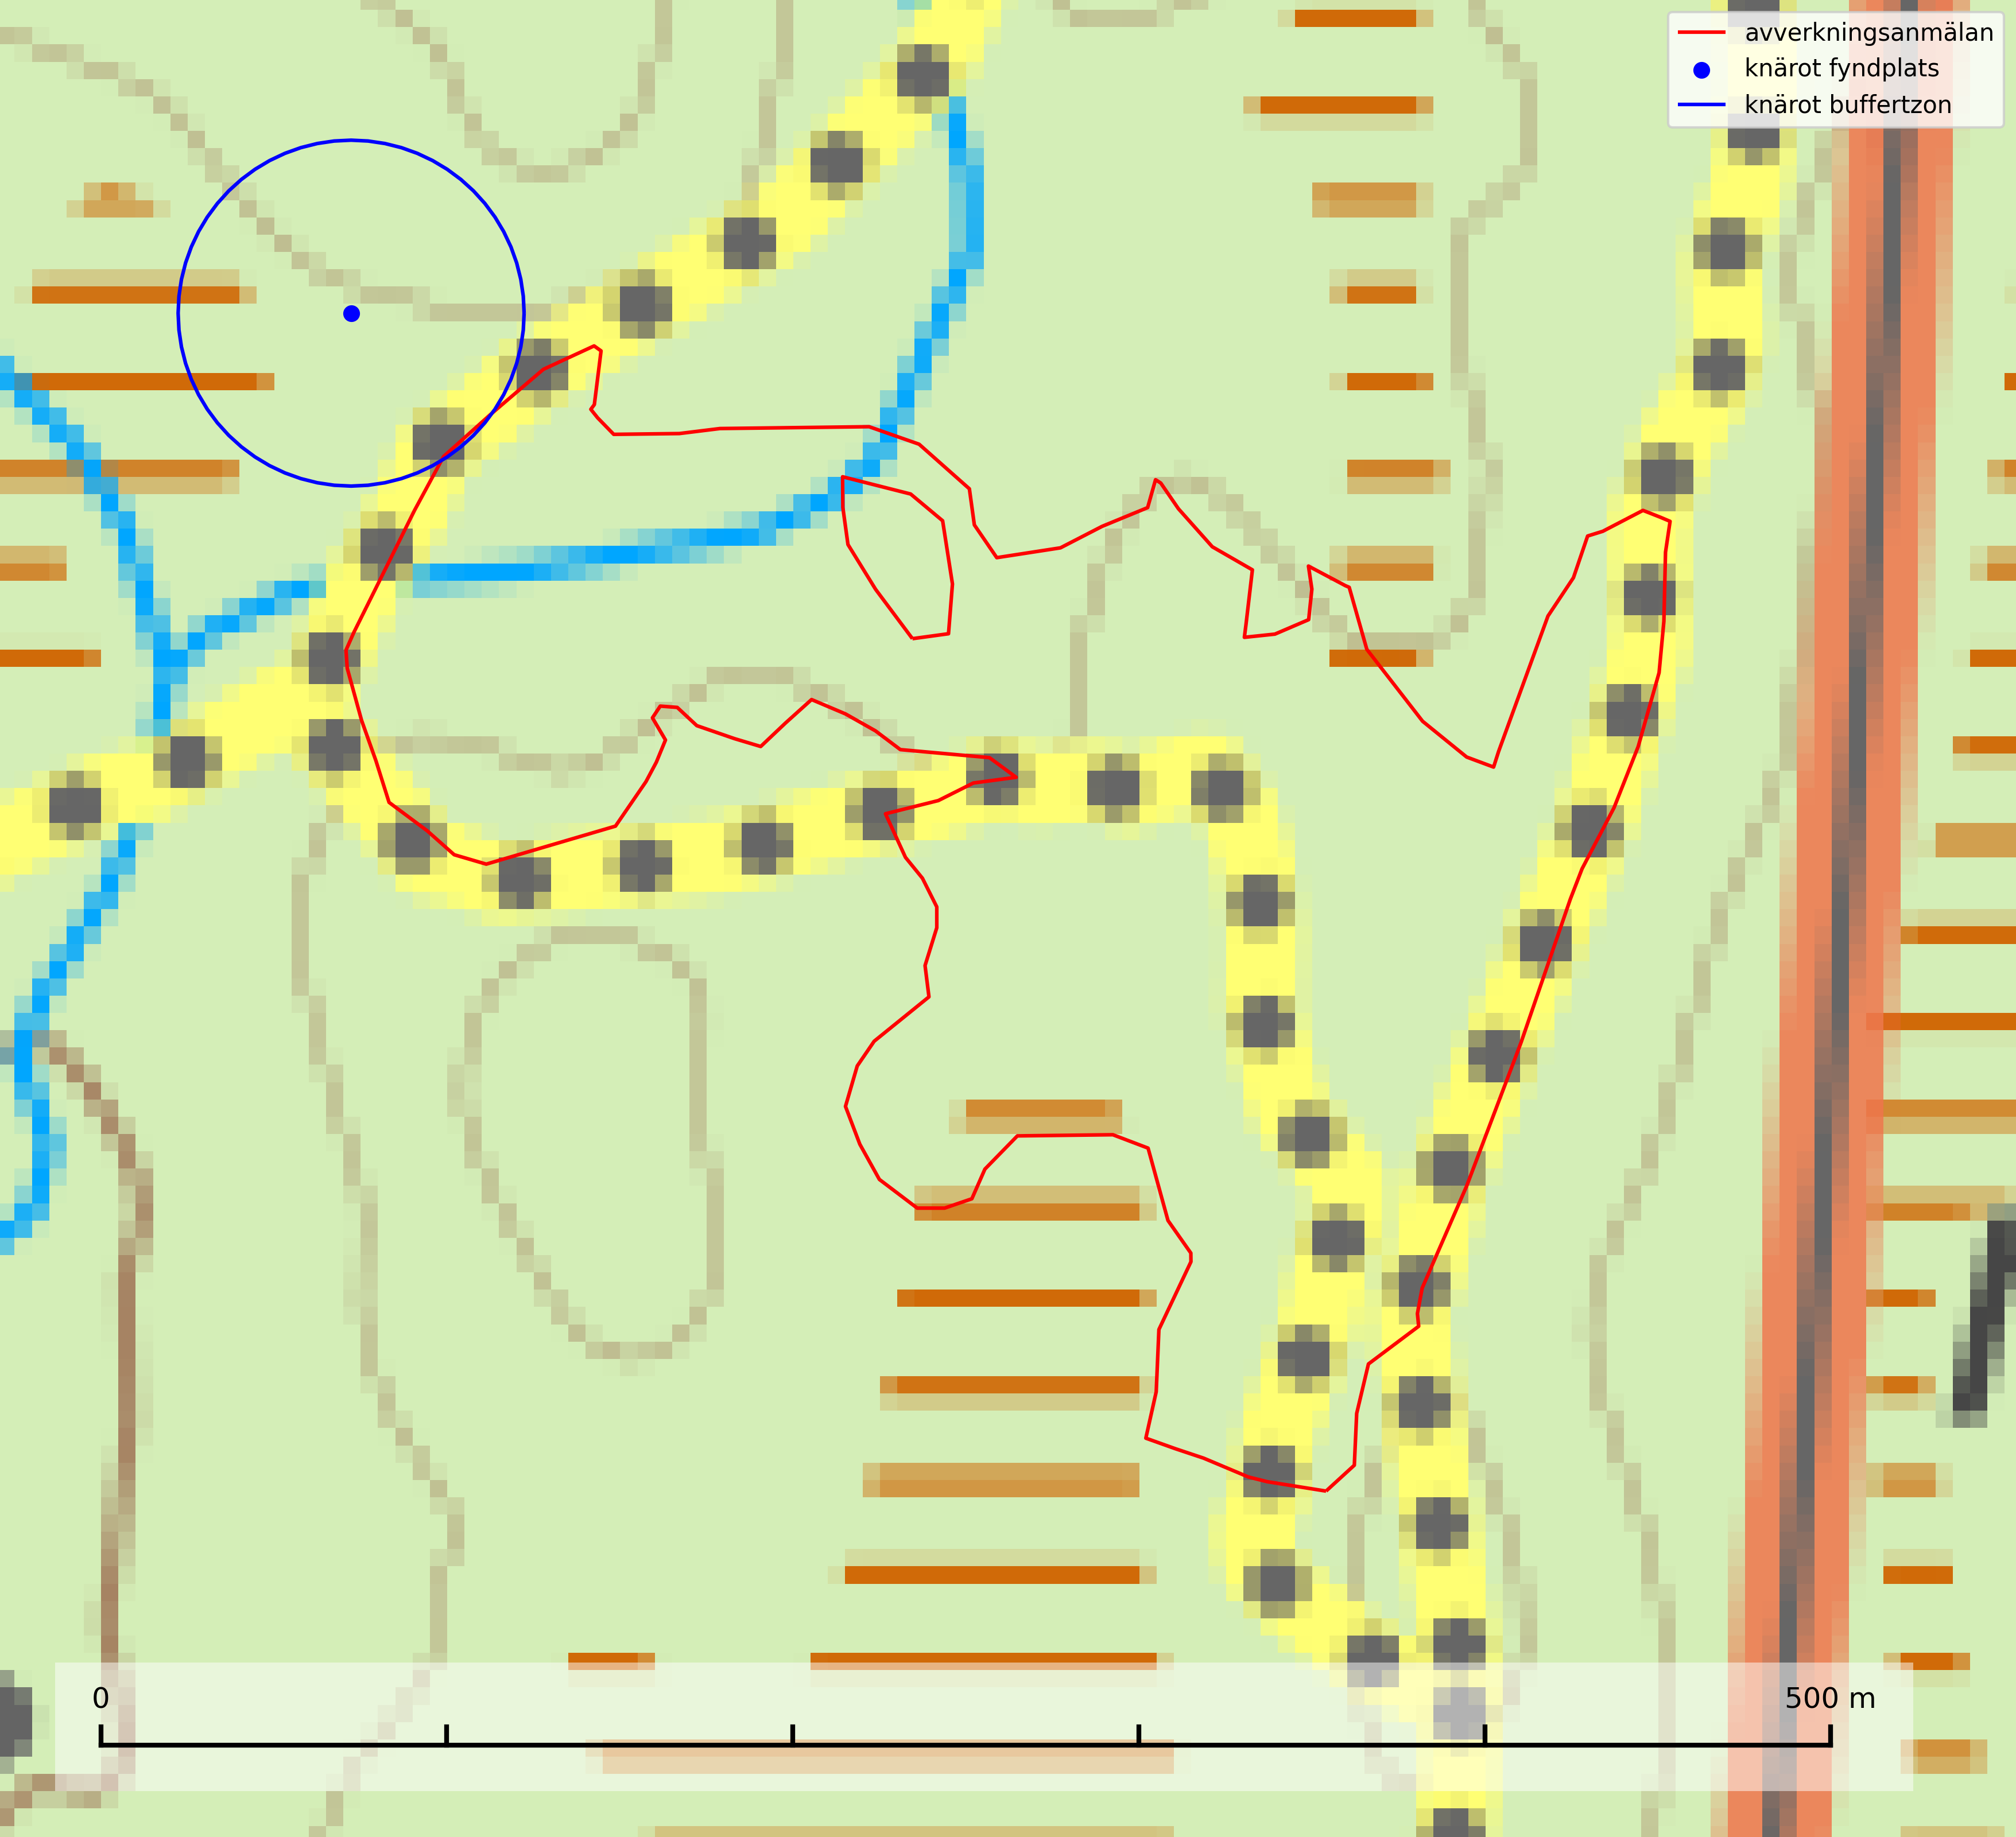 avverkningsanmälan
knärot fyndplats
knärot buffertzon
0
500 m